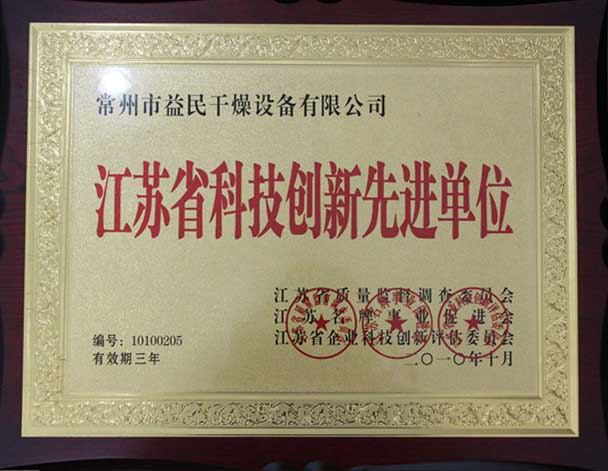 常州市益民干燥设备有限公司
江苏省科技创新先进单位
江苏省质量监督调查委员会
江苏名牌事业促进会
江苏省企业科技创新评估委员会
编号：10100205
有效期三年
二〇一〇年十月